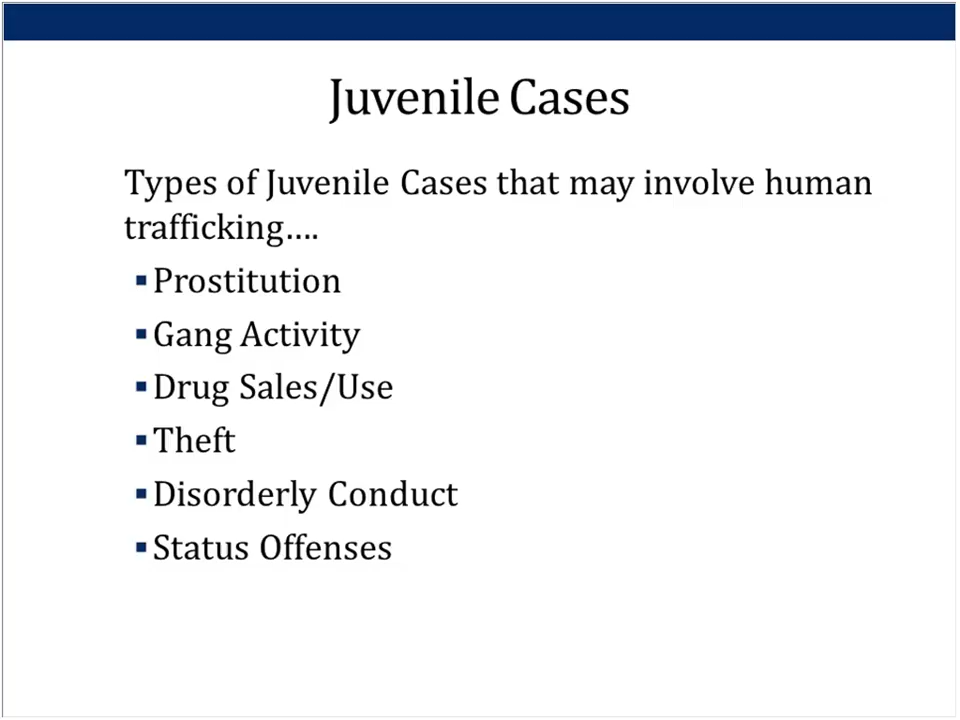 Juvenile Cases
Types of Juvenile Cases that may involve human
trafficking....
▪Prostitution
▪Gang Activity
▪Drug Sales/Use
▪Theft
▪Disorderly Conduct
▪Status Offenses